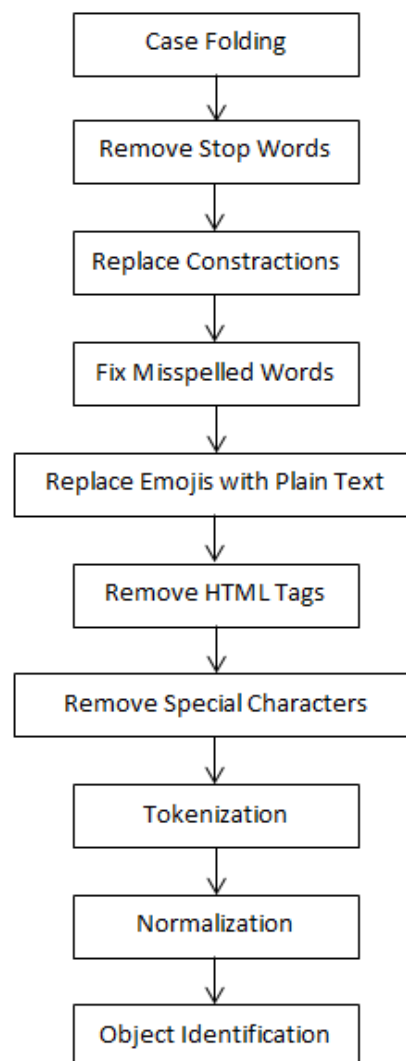 Case Folding
Remove Stop Words
Replace Constractions
Fix Misspelled Words
Replace Emojis with Plain Text
Remove HTML Tags
Remove Special Characters
Tokenization
Normalization
Object Identification